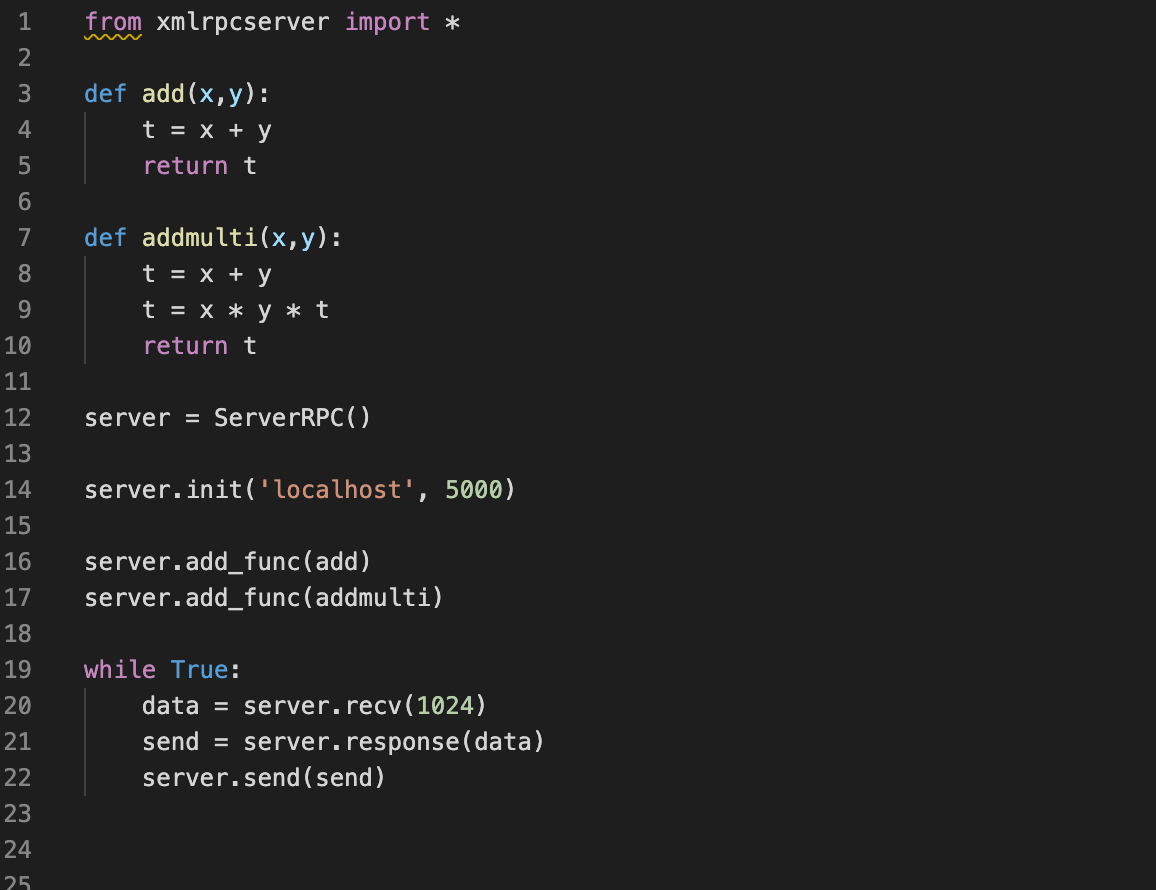 1 from xmlrpcserver import *
2
3 def add(x,y):
4     t = x + y
5     return t
6
7 def addmulti(x,y):
8     t = x + y
9     t = x * y * t
10     return t
11
12 server = ServerRPC()
13
14 server.init('localhost', 5000)
15
16 server.add_func(add)
17 server.add_func(addmulti)
18
19 while True:
20     data = server.recv(1024)
21     send = server.response(data)
22     server.send(send)
23
24
25